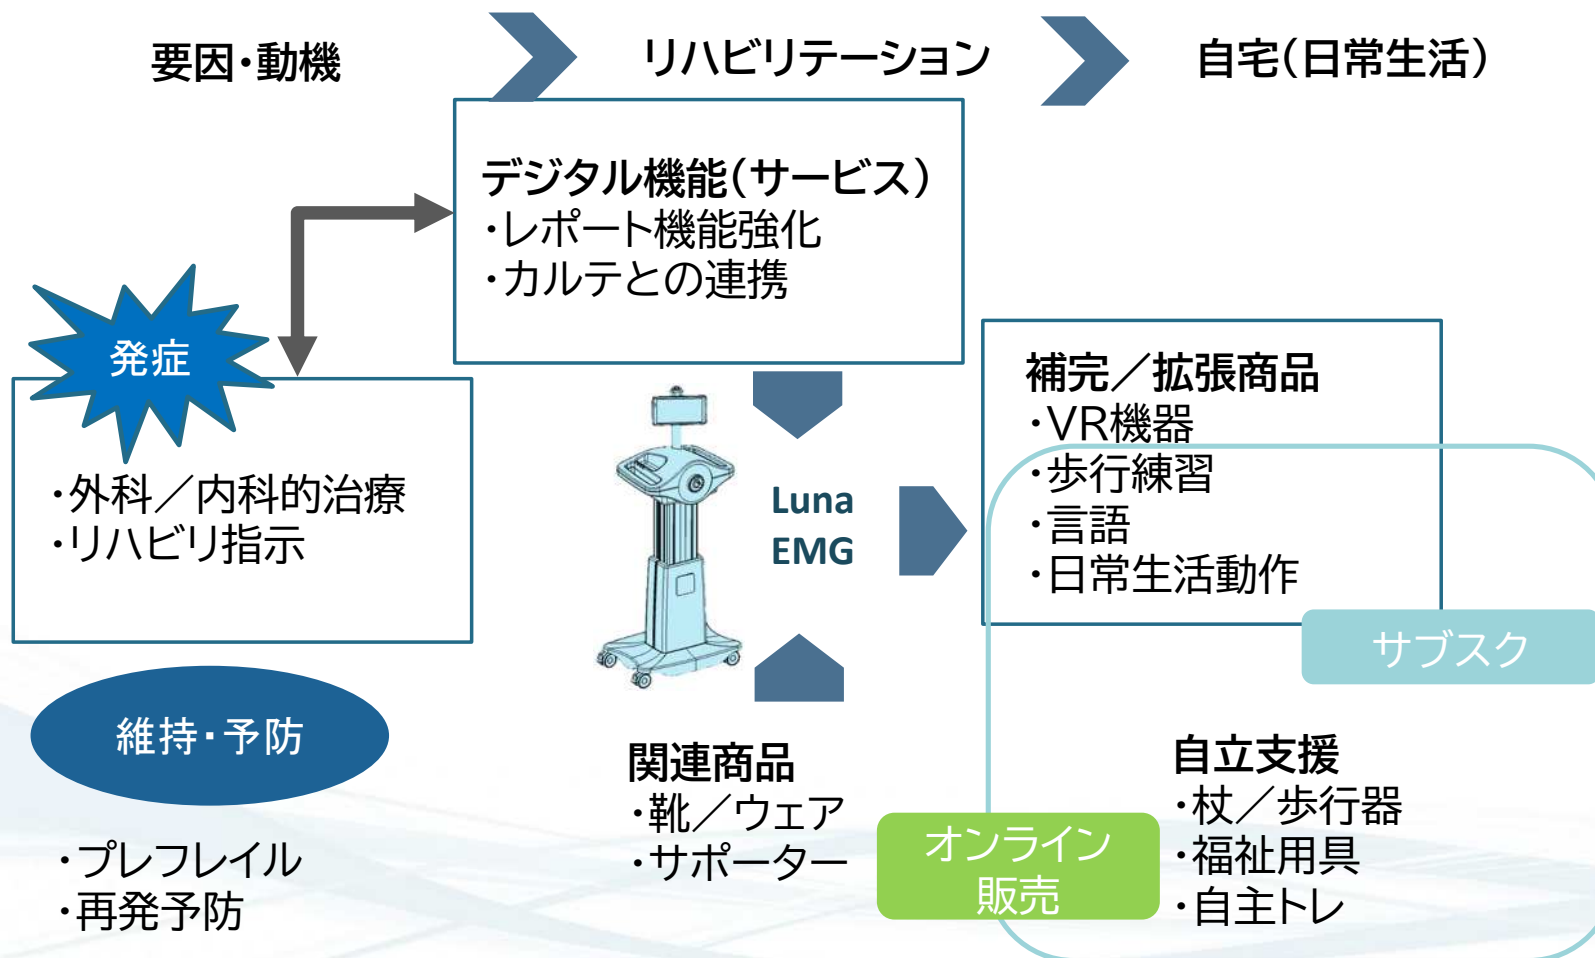 要因・動機
リハビリテーション
自宅(日常生活)
デジタル機能(サービス)
・レポート機能強化
・カルテとの連携
発症
・外科／内科的治療
・リハビリ指示
維持・予防
・プレフレイル
・再発予防
Luna
EMG
関連商品
・靴／ウェア
・サポーター
補完／拡張商品
・VR機器
・歩行練習
・言語
・日常生活動作
サブスク
オンライン
販売
自立支援
・杖／歩行器
・福祉用具
・自主トレ